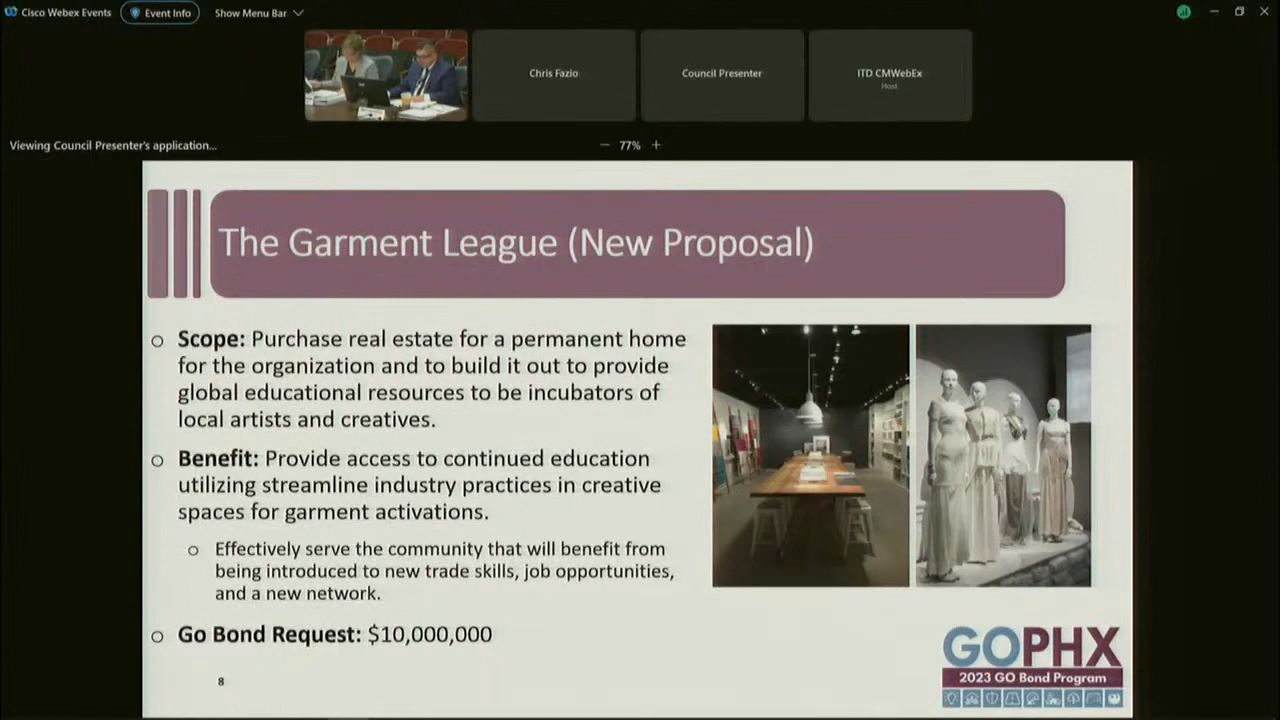 Cisco Webex Events
Event Info
Show Menu Bar
Chris Fazio
Council Presenter
ITD CMWebEx
Host
Viewing Council Presenter's application...
77%
The Garment League (New Proposal)
Scope: Purchase real estate for a permanent home
for the organization and to build it out to provide
global educational resources to be incubators of
local artists and creatives.
Benefit: Provide access to continued education
utilizing streamline industry practices in creative
spaces for garment activations.
Effectively serve the community that will benefit from
being introduced to new trade skills, job opportunities,
and a new network.
Go Bond Request: $10,000,000
GOPHX
2023 GO Bond Program
8